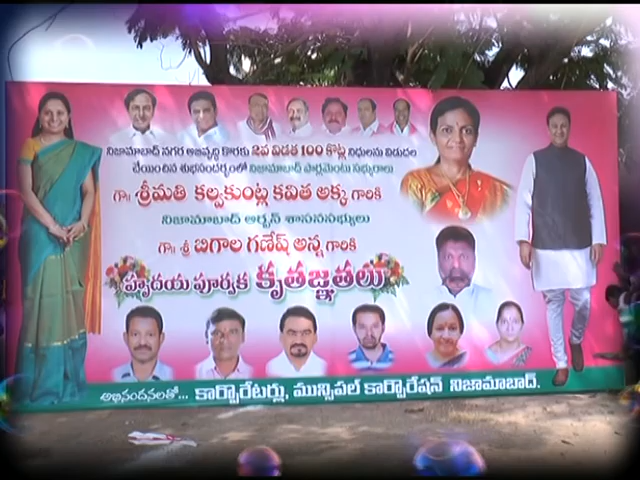 నిజామాబాద్ నగర అభివృద్ధి కొరకు 2వ విడత 100 కోట్ల నిధులను విడుదల
చేయించిన శుభసందర్భంలో నిజామాబాద్ పార్లమెంటు సభ్యురాలు
గౌ॥ శ్రీమతి కల్వకుంట్ల కవిత అక్క గారికి
నిజామాబాద్ అర్బన్ శాసనసభ్యులు
గౌ॥ శ్రీ బిగాల గణేష్ అన్న గారికి
హృదయ పూర్వక కృతజ్ఞతలు
అభినందనలతో... కార్పొరేటర్లు, మున్సిపల్ కార్పొరేషన్ నిజామాబాద్.